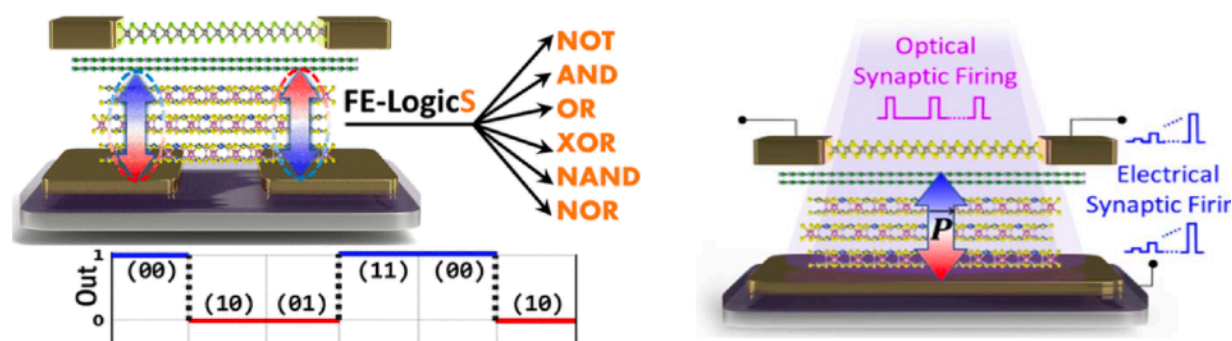 FE-LogicS
NOT
AND
OR
XOR
NAND
NOR
Out
1
0
(00)
(10)
(01)
(11)
(00)
(10)
Optical
Synaptic Firing
P
Electrical
Synaptic Firin